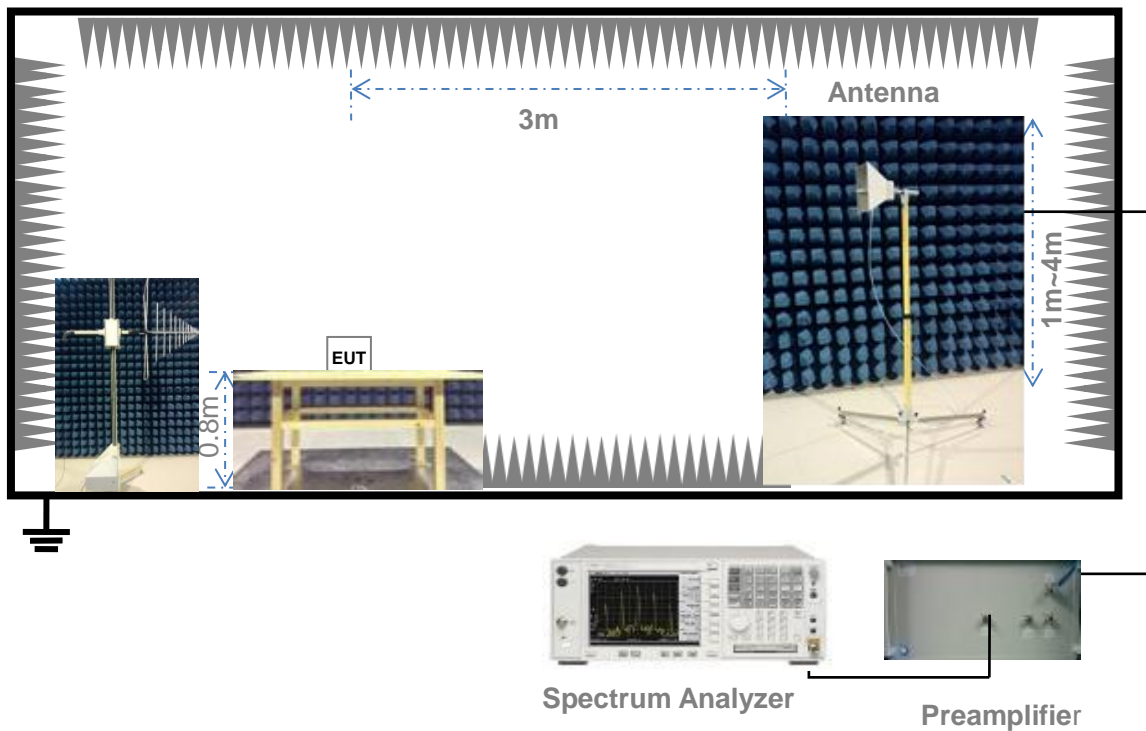 Antenna
3m
1m~4m
EUT
0.8m
Spectrum Analyzer
Preamplifier